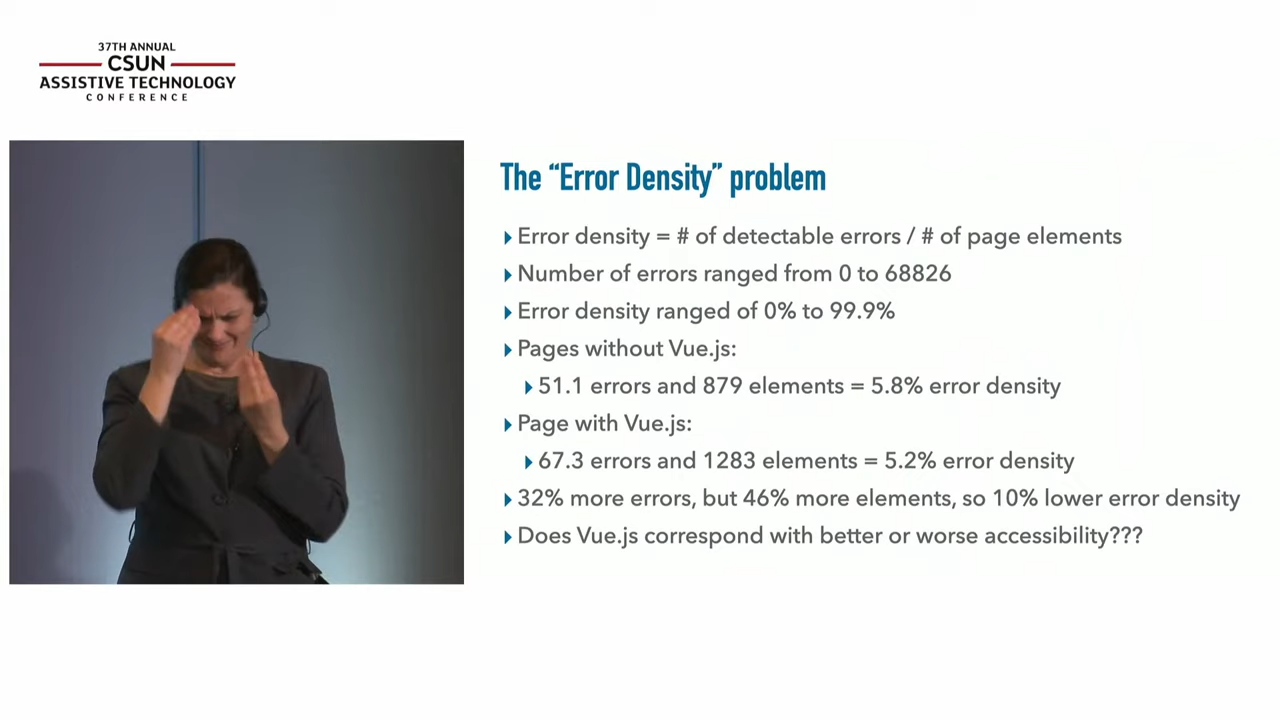 37TH ANNUAL
CSUN
ASSISTIVE TECHNOLOGY
CONFERENCE
The “Error Density” problem
Error density = # of detectable errors / # of page elements
Number of errors ranged from 0 to 68826
Error density ranged of 0% to 99.9%
Pages without Vue.js:
51.1 errors and 879 elements = 5.8% error density
Page with Vue.js:
67.3 errors and 1283 elements = 5.2% error density
32% more errors, but 46% more elements, so 10% lower error density
Does Vue.js correspond with better or worse accessibility???